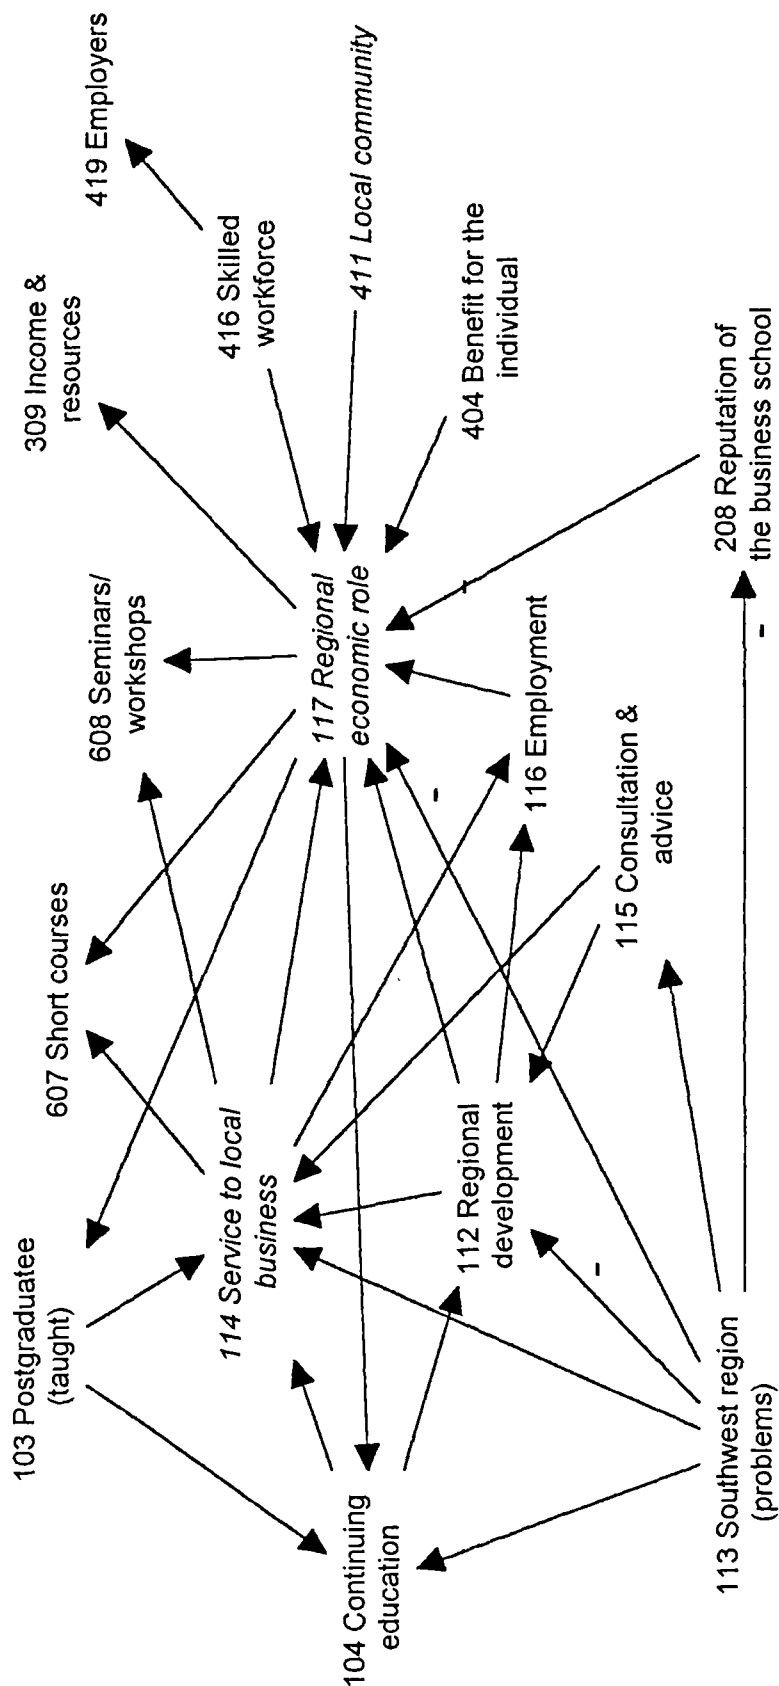 103 Postgraduatee
(taught)
607 Short courses
608 Seminars/
workshops
309 Income &
resources
419 Employers
416 Skilled
workforce
114 Service to local
business
117 Regional
economic role
411 Local community
104 Continuing
education
112 Regional
development
116 Employment
404 Benefit for the
individual
115 Consultation &
advice
113 Southwest region
(problems)
208 Reputation of
the business school
-
-
-
-